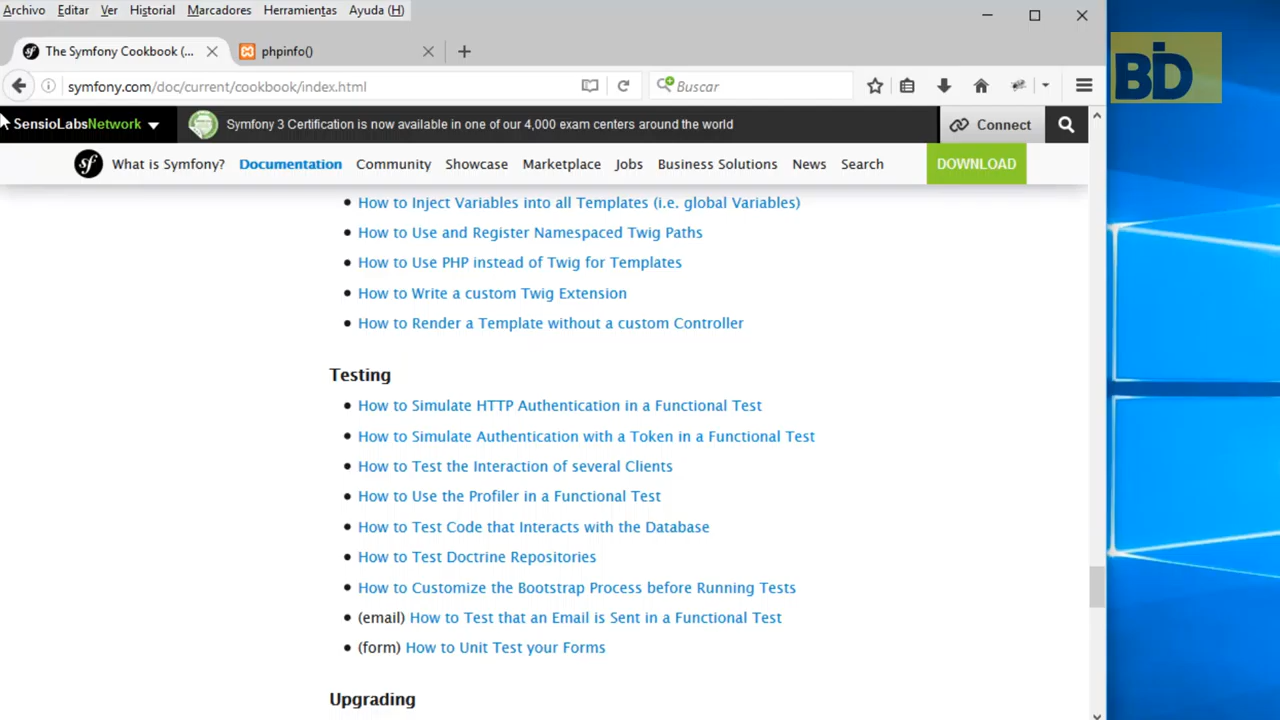 Archivo Editar Ver Historial Marcadores Herramientas Ayuda (H)
The Symfony Cookbook (... phpinfo()
symfony.com/doc/current/cookbook/index.html Buscar
BID
SensioLabsNetwork Symfony 3 Certification is now available in one of our 4,000 exam centers around the world Connect
sf What is Symfony? Documentation Community Showcase Marketplace Jobs Business Solutions News Search DOWNLOAD
How to Inject Variables into all Templates (i.e. global Variables)
How to Use and Register Namespaced Twig Paths
How to Use PHP instead of Twig for Templates
How to Write a custom Twig Extension
How to Render a Template without a custom Controller
Testing
How to Simulate HTTP Authentication in a Functional Test
How to Simulate Authentication with a Token in a Functional Test
How to Test the Interaction of several Clients
How to Use the Profiler in a Functional Test
How to Test Code that Interacts with the Database
How to Test Doctrine Repositories
How to Customize the Bootstrap Process before Running Tests
(email) How to Test that an Email is Sent in a Functional Test
(form) How to Unit Test your Forms
Upgrading